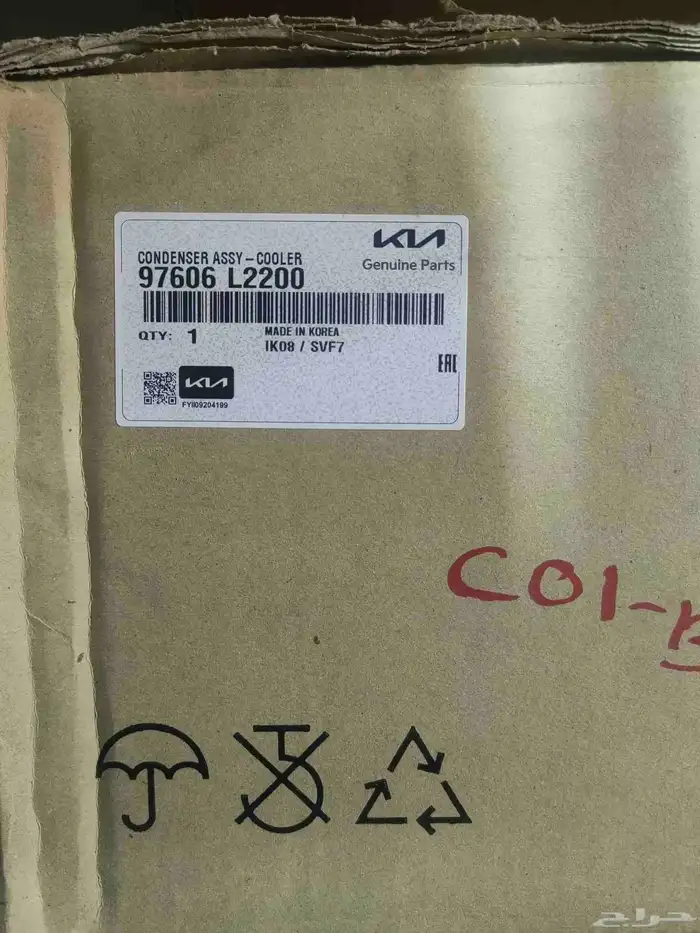 KIA
Genuine Parts
CONDENSER ASSY – COOLER
97606 L2200
QTY: 1
MADE IN KOREA
IK08 / SVF7
EAC
KIA
FYII09204199
C01-
حراج